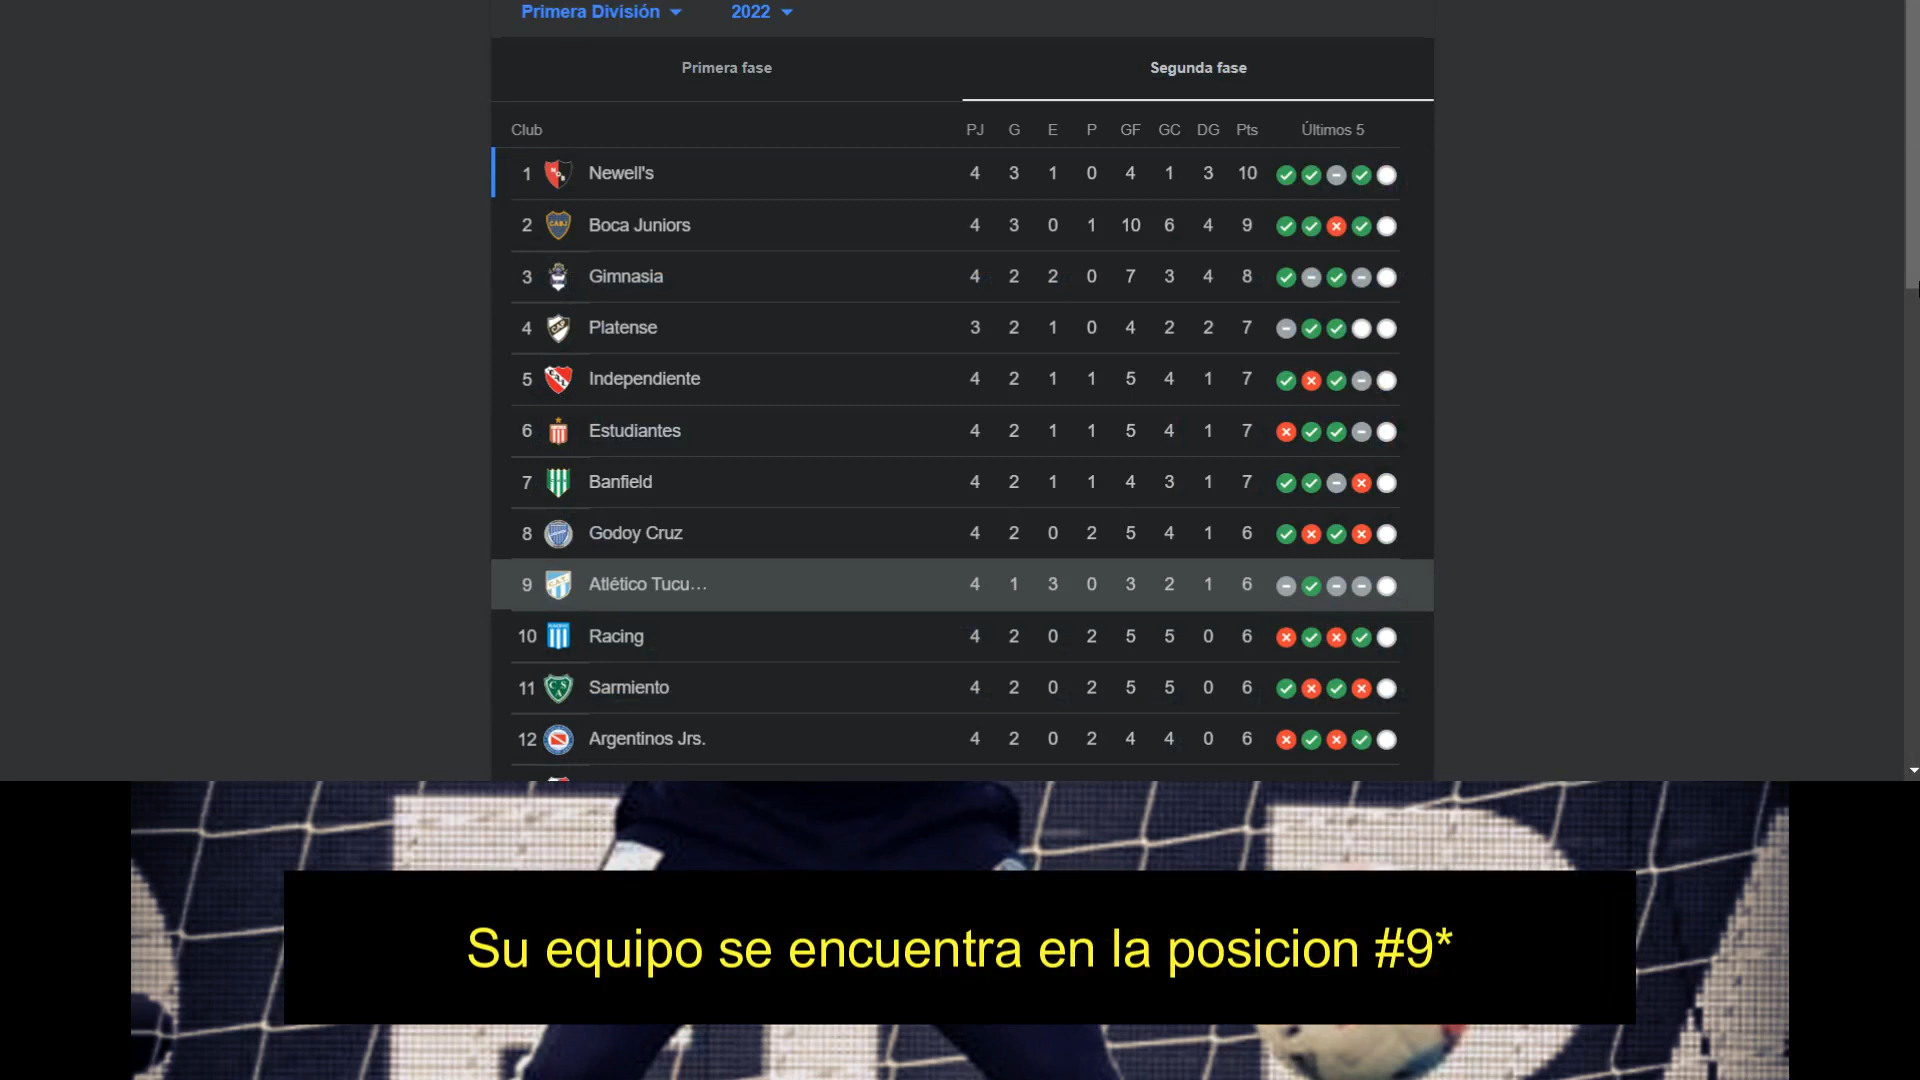 Primera División 2022
Primera fase Segunda fase
Club PJ G E P GF GC DG Pts Últimos 5
1 Newell's 4 3 1 0 4 1 3 10
2 Boca Juniors 4 3 0 1 10 6 4 9
3 Gimnasia 4 2 2 0 7 3 4 8
4 Platense 3 2 1 0 4 2 2 7
5 Independiente 4 2 1 1 5 4 1 7
6 Estudiantes 4 2 1 1 5 4 1 7
7 Banfield 4 2 1 1 4 3 1 7
8 Godoy Cruz 4 2 0 2 5 4 1 6
9 Atlético Tucu... 4 1 3 0 3 2 1 6
10 Racing 4 2 0 2 5 5 0 6
11 Sarmiento 4 2 0 2 5 5 0 6
12 Argentinos Jrs. 4 2 0 2 4 4 0 6
Su equipo se encuentra en la posicion #9*